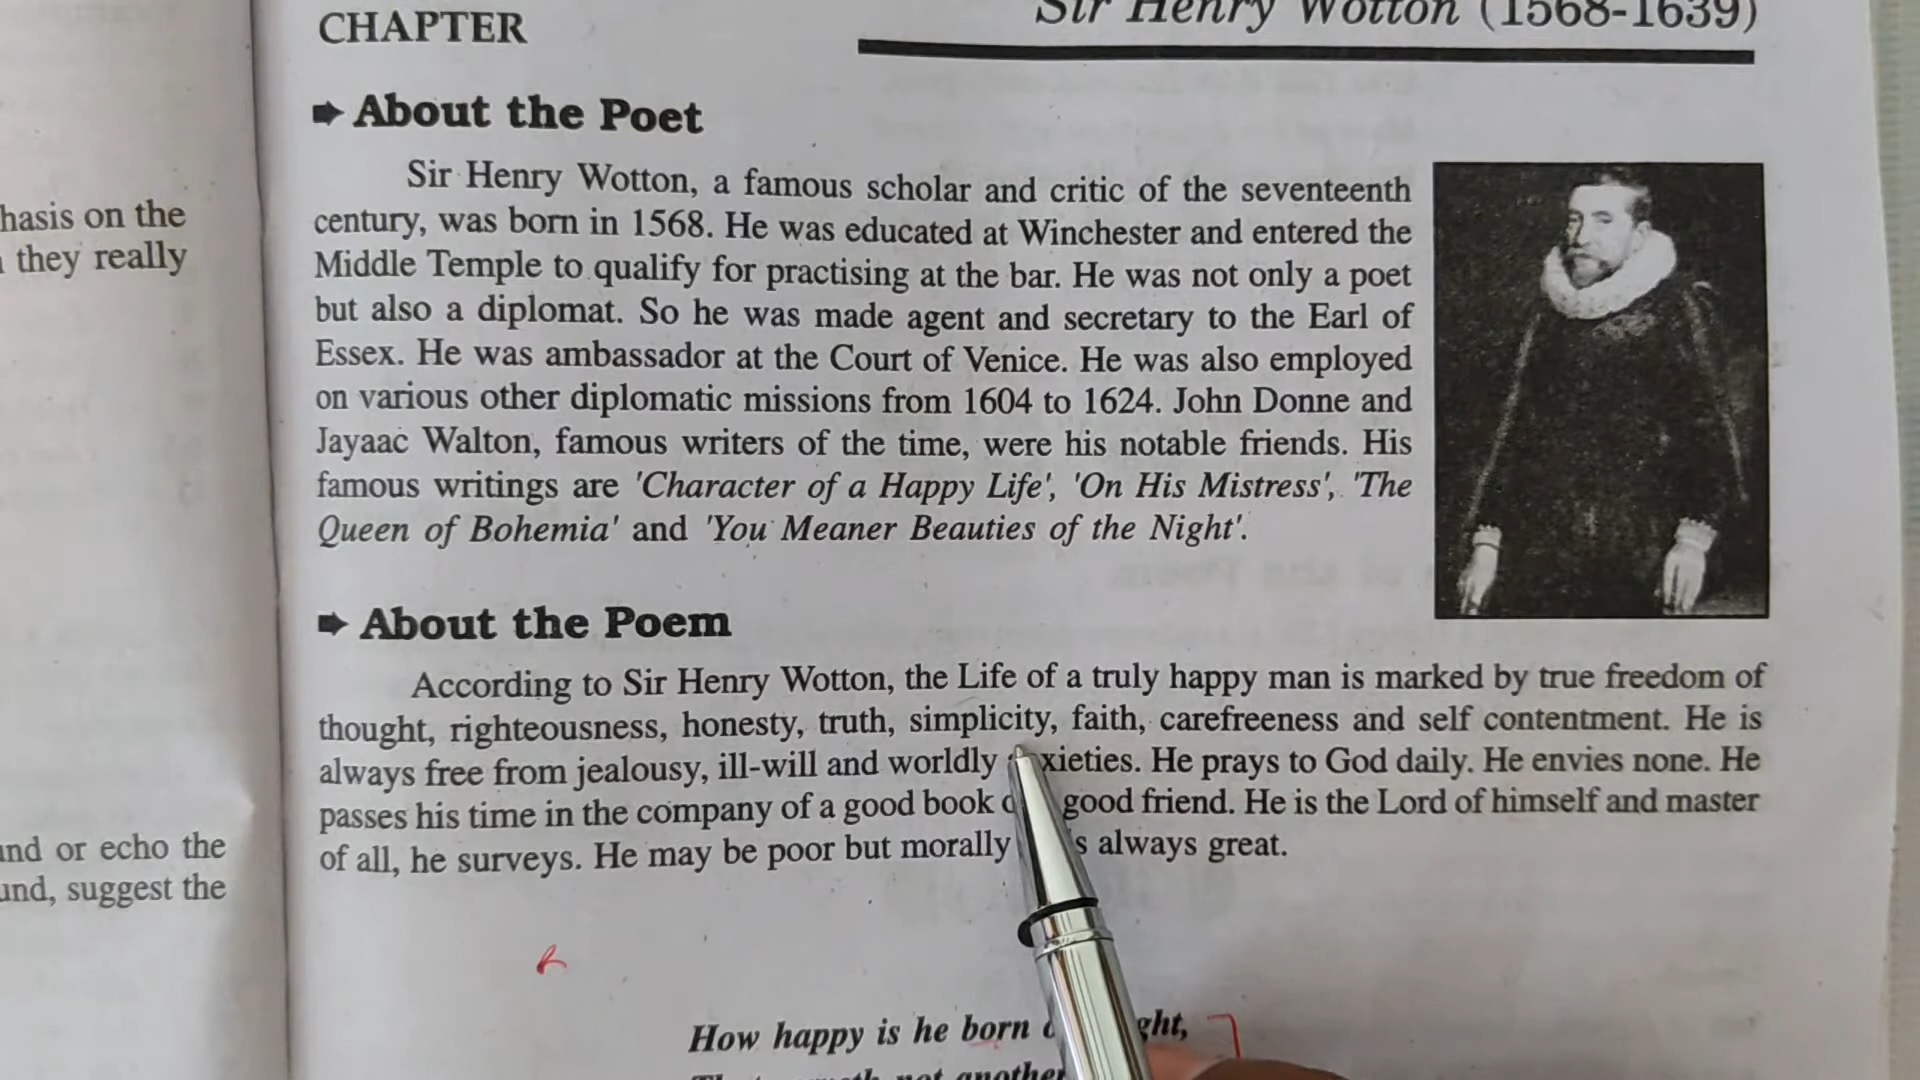 CHAPTER
Sir Henry Wotton (1568-1639)
About the Poet
Sir Henry Wotton, a famous scholar and critic of the seventeenth
century, was born in 1568. He was educated at Winchester and entered the
Middle Temple to qualify for practising at the bar. He was not only a poet
but also a diplomat. So he was made agent and secretary to the Earl of
Essex. He was ambassador at the Court of Venice. He was also employed
on various other diplomatic missions from 1604 to 1624. John Donne and
Jayaac Walton, famous writers of the time, were his notable friends. His
famous writings are 'Character of a Happy Life', 'On His Mistress', 'The
Queen of Bohemia' and 'You Meaner Beauties of the Night'.
About the Poem
According to Sir Henry Wotton, the Life of a truly happy man is marked by true freedom of
thought, righteousness, honesty, truth, simplicity, faith, carefreeness and self contentment. He is
always free from jealousy, ill-will and worldly xieties. He prays to God daily. He envies none. He
passes his time in the company of a good book good friend. He is the Lord of himself and master
of all, he surveys. He may be poor but morally s always great.
How happy is he born ght,
not another
hasis on the
they really
und or echo the
und, suggest the